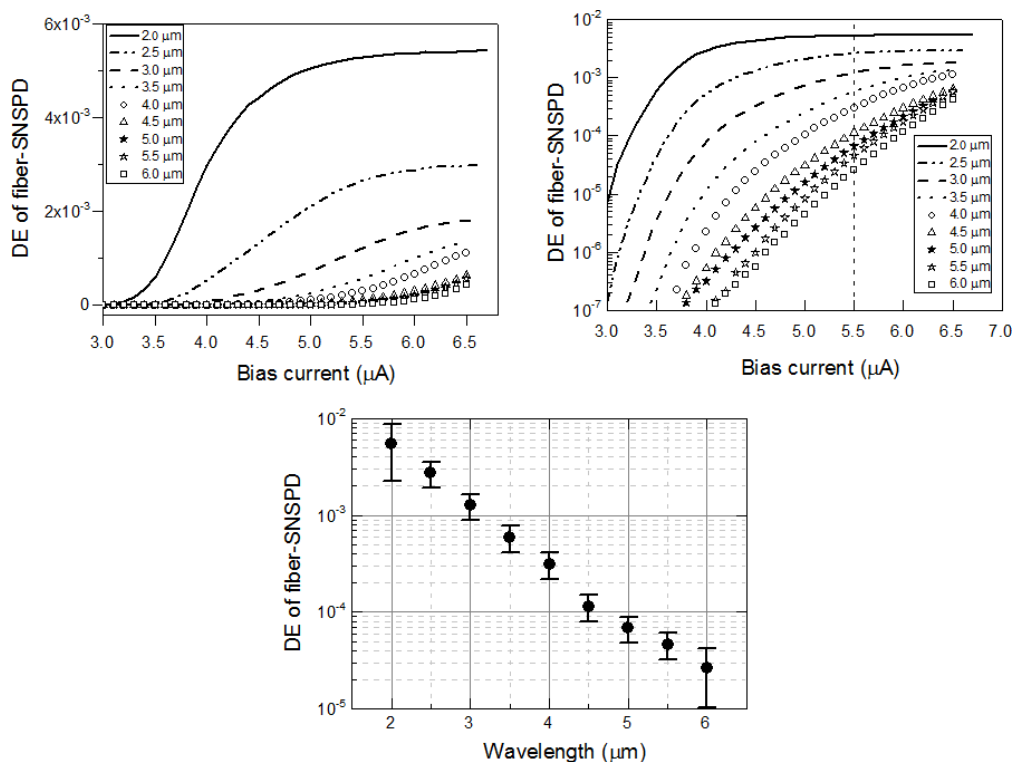 6x10⁻³
4x10⁻³
2x10⁻³
0
DE of fiber-SNSPD
2.0 μm
2.5 μm
3.0 μm
3.5 μm
4.0 μm
4.5 μm
5.0 μm
5.5 μm
6.0 μm
3.0 3.5 4.0 4.5 5.0 5.5 6.0 6.5
Bias current (μA)
10⁻²
10⁻³
10⁻⁴
10⁻⁵
10⁻⁶
10⁻⁷
DE of fiber-SNSPD
2.0 μm
2.5 μm
3.0 μm
3.5 μm
4.0 μm
4.5 μm
5.0 μm
5.5 μm
6.0 μm
3.0 3.5 4.0 4.5 5.0 5.5 6.0 6.5 7.0
Bias current (μA)
10⁻²
10⁻³
10⁻⁴
10⁻⁵
DE of fiber-SNSPD
2 3 4 5 6
Wavelength (μm)